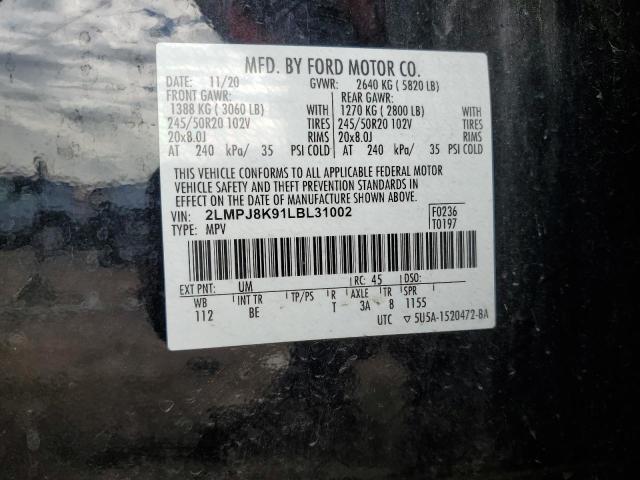 MFD. BY FORD MOTOR CO.
DATE: 11/20 GVWR: 2640 KG ( 5820 LB)
FRONT GAWR: REAR GAWR:
1388 KG ( 3060 LB) WITH 1270 KG ( 2800 LB) WITH
245/50R20 102V TIRES 245/50R20 102V TIRES
20x8.0J RIMS 20x8.0J RIMS
AT 240 kPa/ 35 PSI COLD AT 240 kPa/ 35 PSI COLD
THIS VEHICLE CONFORMS TO ALL APPLICABLE FEDERAL MOTOR
VEHICLE SAFETY AND THEFT PREVENTION STANDARDS IN
EFFECT ON THE DATE OF MANUFACTURE SHOWN ABOVE.
VIN: 2LMPJ8K91LBL31002 F0236
TYPE: MPV T0197
EXT PNT: UM RC: 45 DSO:
WB INT TR TP/PS R AXLE TR SPR
112 BE T 3A 8 1155
UTC ▽ 5U5A-1520472-BA